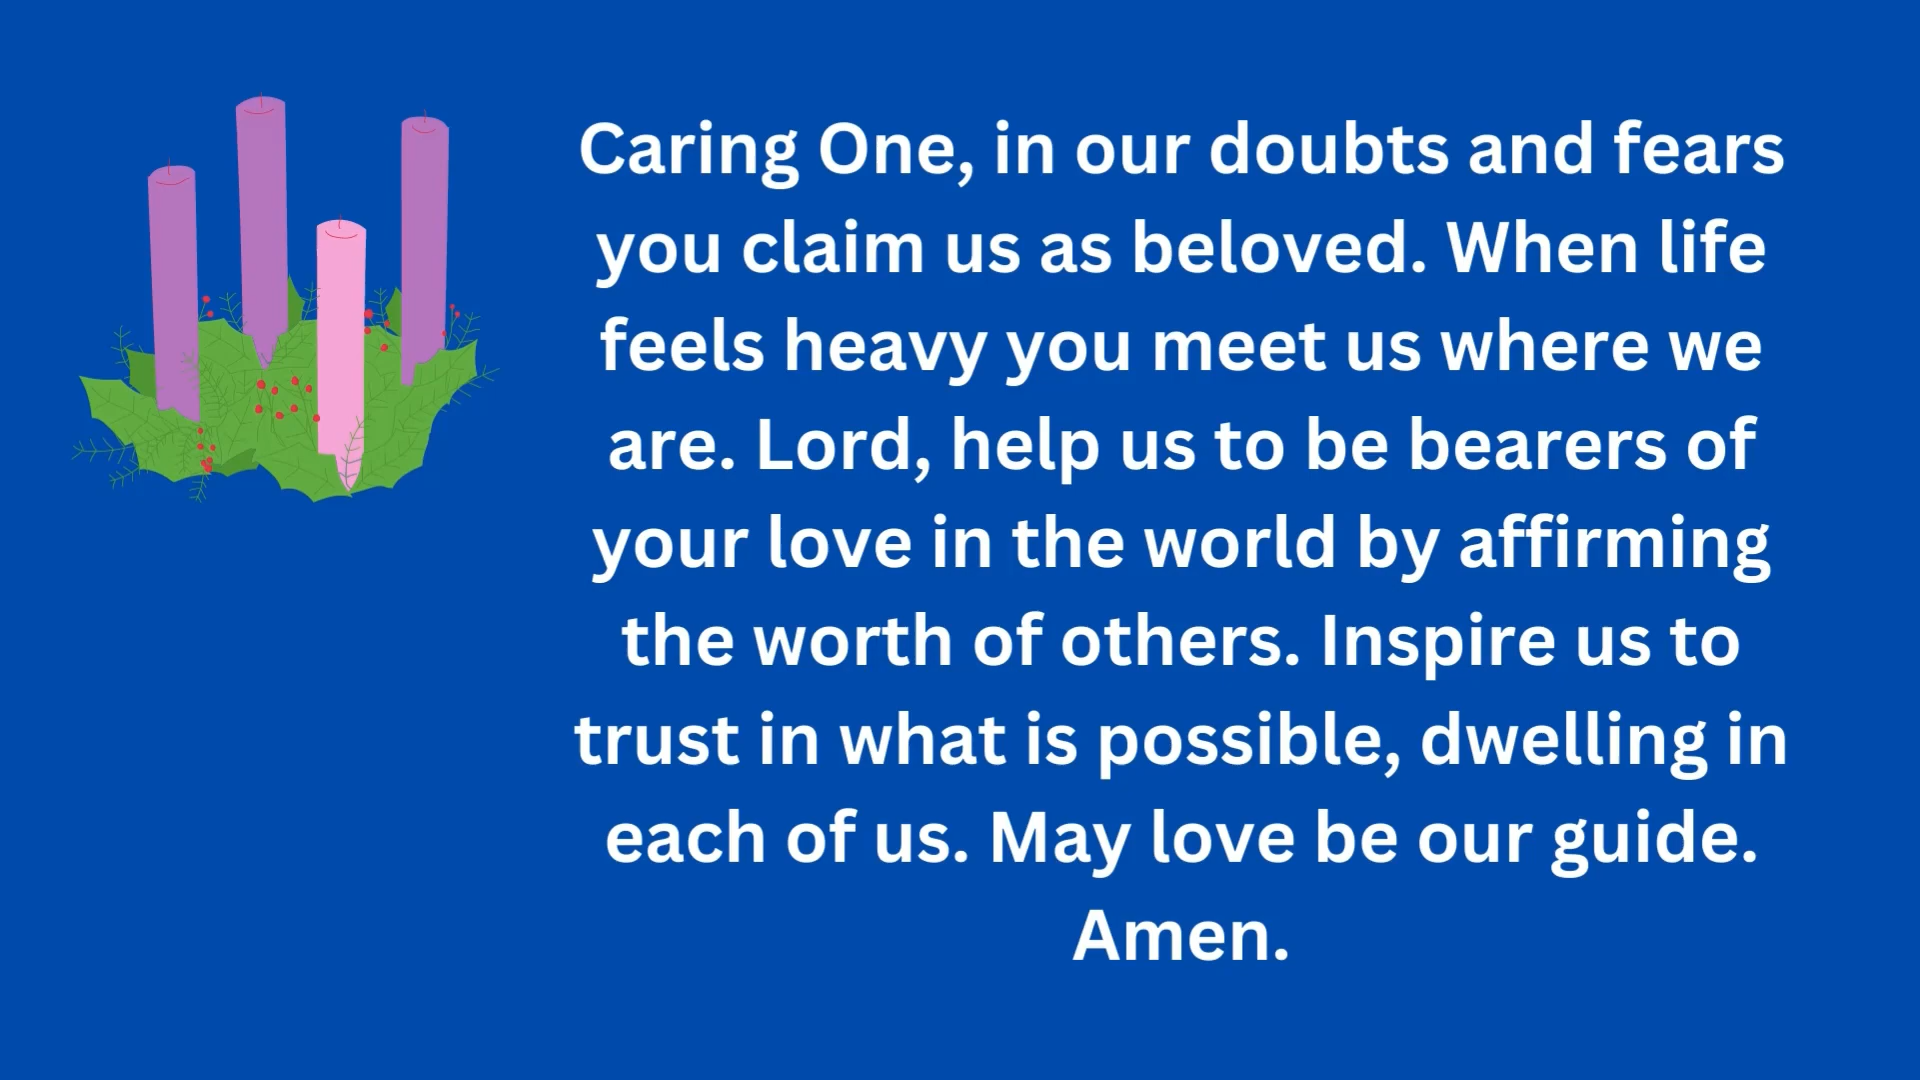 Caring One, in our doubts and fears
you claim us as beloved. When life
feels heavy you meet us where we
are. Lord, help us to be bearers of
your love in the world by affirming
the worth of others. Inspire us to
trust in what is possible, dwelling in
each of us. May love be our guide.
Amen.